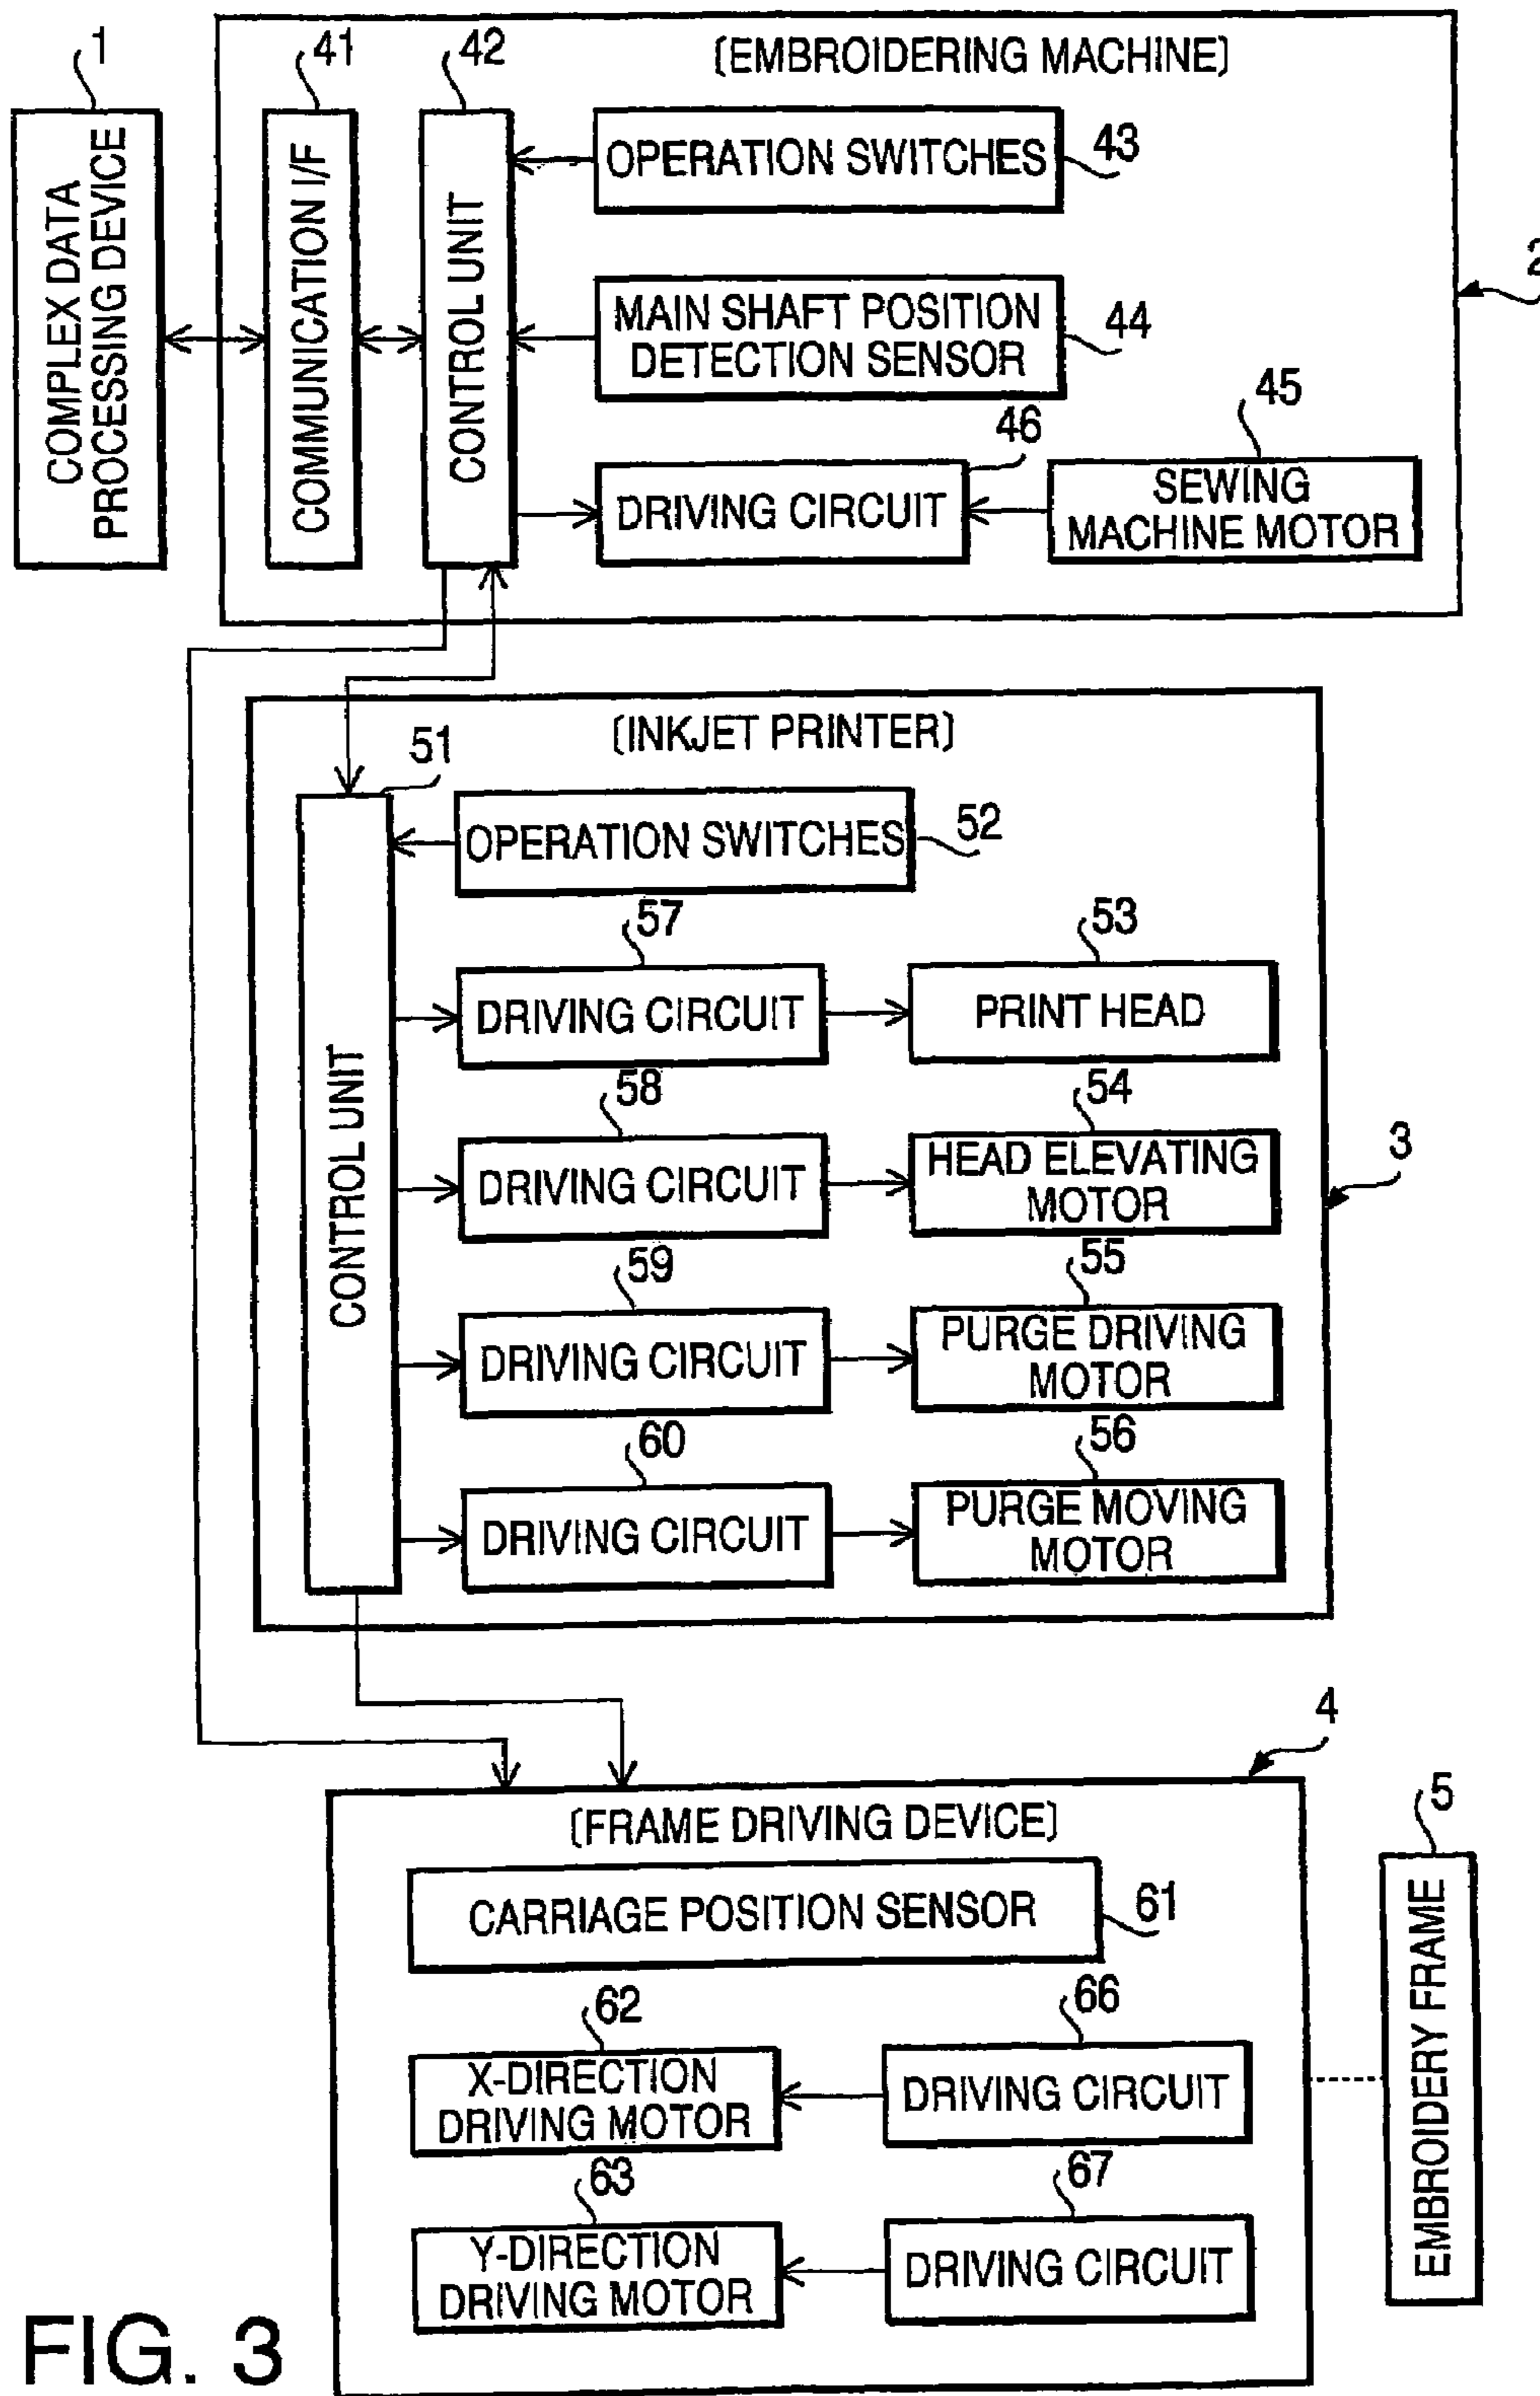 1
41
42
[EMBROIDERING MACHINE]
COMPLEX DATA
PROCESSING DEVICE
COMMUNICATION I/F
CONTROL UNIT
OPERATION SWITCHES
43
2
MAIN SHAFT POSITION
DETECTION SENSOR
44
46
45
DRIVING CIRCUIT
SEWING
MACHINE MOTOR
[INKJET PRINTER]
51
CONTROL UNIT
OPERATION SWITCHES
52
57
53
DRIVING CIRCUIT
PRINT HEAD
58
54
DRIVING CIRCUIT
HEAD ELEVATING
MOTOR
3
59
55
DRIVING CIRCUIT
PURGE DRIVING
MOTOR
60
56
DRIVING CIRCUIT
PURGE MOVING
MOTOR
4
[FRAME DRIVING DEVICE]
5
CARRIAGE POSITION SENSOR
61
EMBROIDERY FRAME
62
66
X-DIRECTION
DRIVING MOTOR
DRIVING CIRCUIT
63
67
Y-DIRECTION
DRIVING MOTOR
DRIVING CIRCUIT
FIG. 3